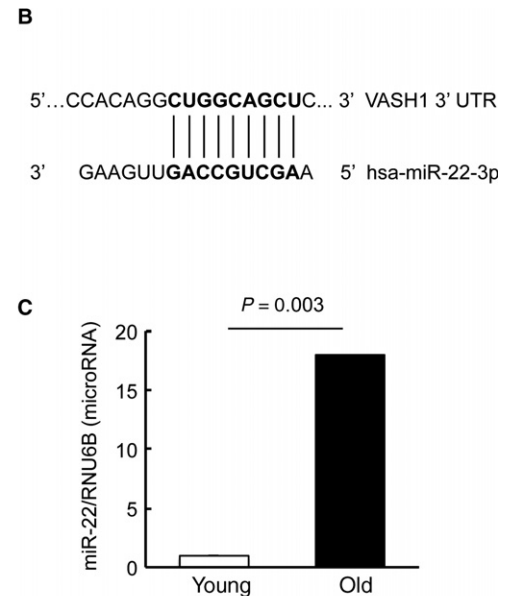 B
5’...CCACAGGCUGGCAGCUC... 3’ VASH1 3’ UTR
3’ GAAGUUGACCGUCGAA 5’ hsa-miR-22-3p
C
P = 0.003
miR-22/RNU6B (microRNA)
20
15
10
5
0
Young Old